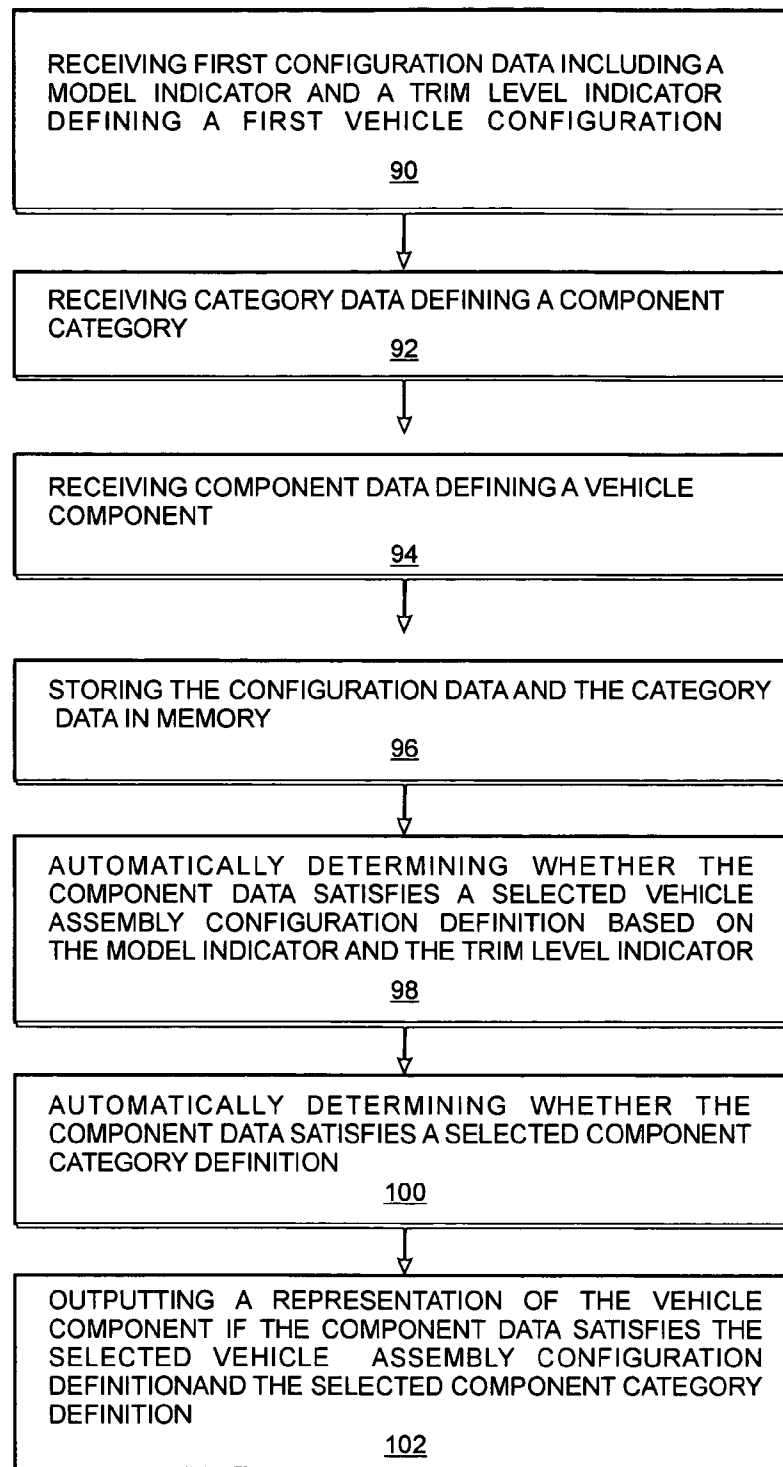 RECEIVING FIRST CONFIGURATION DATA INCLUDING A
MODEL INDICATOR AND A TRIM LEVEL INDICATOR
DEFINING A FIRST VEHICLE CONFIGURATION
90
RECEIVING CATEGORY DATA DEFINING A COMPONENT
CATEGORY
92
RECEIVING COMPONENT DATA DEFINING A VEHICLE
COMPONENT
94
STORING THE CONFIGURATION DATA AND THE CATEGORY
DATA IN MEMORY
96
AUTOMATICALLY DETERMINING WHETHER THE
COMPONENT DATA SATISFIES A SELECTED VEHICLE
ASSEMBLY CONFIGURATION DEFINITION BASED ON
THE MODEL INDICATOR AND THE TRIM LEVEL INDICATOR
98
AUTOMATICALLY DETERMINING WHETHER THE
COMPONENT DATA SATISFIES A SELECTED COMPONENT
CATEGORY DEFINITION
100
OUTPUTTING A REPRESENTATION OF THE VEHICLE
COMPONENT IF THE COMPONENT DATA SATISFIES THE
SELECTED VEHICLE ASSEMBLY CONFIGURATION
DEFINITIONAND THE SELECTED COMPONENT CATEGORY
DEFINITION
102